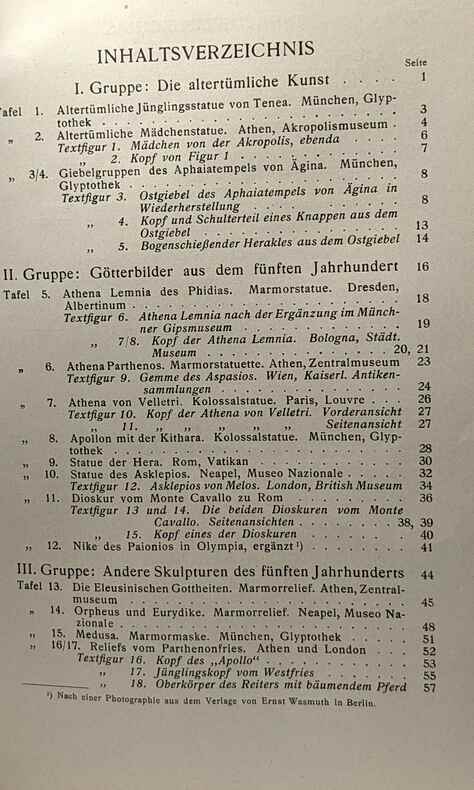 INHALTSVERZEICHNIS
Seite
I. Gruppe: Die altertümliche Kunst . . . . 1
Tafel 1. Altertümliche Jünglingsstatue von Tenea. München, Glyp-
tothek . . . . . . . . . . . . . . 3
„ 2. Altertümliche Mädchenstatue. Athen, Akropolismuseum . 4
Textfigur 1. Mädchen von der Akropolis, ebenda . . . 6
„ 2. Kopf von Figur 1 . . . . . . . . . 7
„ 3/4. Giebelgruppen des Aphaiatempels von Ägina. München,
Glyptothek . . . . . . . . . . . . . 8
Textfigur 3. Ostgiebel des Aphaiatempels von Ägina in
Wiederherstellung . . . . . . . . . 8
„ 4. Kopf und Schulterteil eines Knappen aus dem
Ostgiebel . . . . . . . . . . . . 13
„ 5. Bogenschießender Herakles aus dem Ostgiebel 14
II. Gruppe: Götterbilder aus dem fünften Jahrhundert 16
Tafel 5. Athena Lemnia des Phidias. Marmorstatue. Dresden,
Albertinum . . . . . . . . . . . . . 18
Textfigur 6. Athena Lemnia nach der Ergänzung im Münch-
ner Gipsmuseum . . . . . . . . . . 19
„ 7/8. Kopf der Athena Lemnia. Bologna, Städt.
Museum . . . . . . . . . . . . 20, 21
„ 6. Athena Parthenos. Marmorstatuette. Athen, Zentralmuseum 23
Textfigur 9. Gemme des Aspasios. Wien, Kaiserl. Antiken-
sammlungen . . . . . . . . . . . 24
„ 7. Athena von Velletri. Kolossalstatue. Paris, Louvre . . . 26
Textfigur 10. Kopf der Athena von Velletri. Vorderansicht 27
„ 11. „ „ „ „ „ Seitenansicht 27
„ 8. Apollon mit der Kithara. Kolossalstatue. München, Glyp-
tothek . . . . . . . . . . . . . . 28
„ 9. Statue der Hera. Rom, Vatikan . . . . . . . . 30
„ 10. Statue des Asklepios. Neapel, Museo Nazionale . . . . 32
Textfigur 12. Asklepios von Melos. London, British Museum 34
„ 11. Dioskur vom Monte Cavallo zu Rom . . . . . . 36
Textfigur 13 und 14. Die beiden Dioskuren vom Monte
Cavallo. Seitenansichten . . . . . . . 38, 39
„ 15. Kopf eines der Dioskuren . . . . . . 40
„ 12. Nike des Paionios in Olympia, ergänzt ¹) . . . . . . 41
III. Gruppe: Andere Skulpturen des fünften Jahrhunderts 44
Tafel 13. Die Eleusinischen Gottheiten. Marmorrelief. Athen, Zentral-
museum . . . . . . . . . . . . . . 45
„ 14. Orpheus und Eurydike. Marmorrelief. Neapel, Museo Na-
zionale . . . . . . . . . . . . . . 48
„ 15. Medusa. Marmormaske. München, Glyptothek . . . . 51
„ 16/17. Reliefs vom Parthenonfries. Athen und London . . . 52
Textfigur 16. Kopf des „Apollo“ . . . . . . . . 53
„ 17. Jünglingskopf vom Westfries . . . . . 55
„ 18. Oberkörper des Reiters mit bäumendem Pferd 57
¹) Nach einer Photographie aus dem Verlage von Ernst Wasmuth in Berlin.